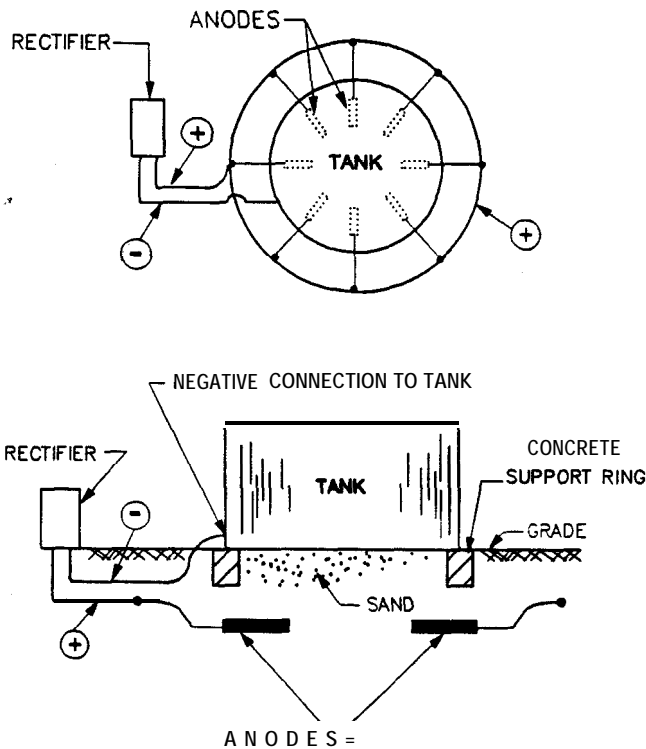 ANODES
RECTIFIER
+
TANK
-
+
NEGATIVE CONNECTION TO TANK
RECTIFIER
CONCRETE
SUPPORT RING
TANK
-
GRADE
SAND
+
ANODES=